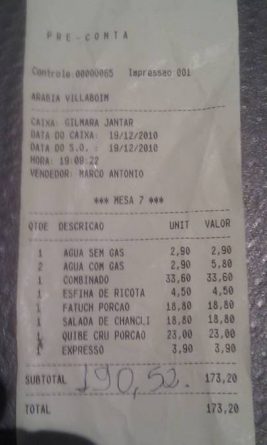 PRE-CONTA
Controle:00000065 Impressao 001
ARABIA VILLABOIM
CAIXA: GILMARA JANTAR
DATA DO CAIXA: 19/12/2010
DATA DO S.O. : 19/12/2010
HORA: 19:09:22
VENDEDOR: MARCO ANTONIO
*** MESA 7 ***
QTDE DESCRICAO UNIT VALOR
1 AGUA SEM GAS 2,90 2,90
2 AGUA COM GAS 2,90 5,80
1 COMBINADO 33,60 33,60
1 ESFIHA DE RICOTA 4,50 4,50
1 FATUCH PORCAO 18,80 18,80
1 SALADA DE CHANCLI 18,80 18,80
1 QUIBE CRU PORCAO 23,00 23,00
1 EXPRESSO 3,90 3,90
SUBTOTAL 190,52. 173,20
TOTAL 173,20